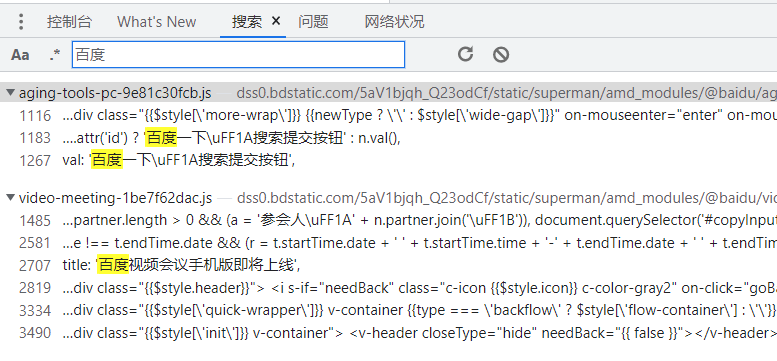 控制台 What's New 搜索 × 问题 网络状况
Aa .* 百度
aging-tools-pc-9e81c30fcb.js — dss0.bdstatic.com/5aV1bjqh_Q23odCf/static/superman/amd_modules/@baidu/ag
1116 ...div class="{{$style[\'more-wrap\']}} {{newType ? \'\' : $style[\'wide-gap\']}}" on-mouseenter="enter" on-mou
1183 ....attr('id') ? '百度一下\uFF1A搜索提交按钮' : n.val(),
1267 val: '百度一下\uFF1A搜索提交按钮',
video-meeting-1be7f62dac.js — dss0.bdstatic.com/5aV1bjqh_Q23odCf/static/superman/amd_modules/@baidu/vid
1485 ...partner.length > 0 && (a = '参会人\uFF1A' + n.partner.join('\uFF1B')), document.querySelector('#copyInput
2581 ...e !== t.endTime.date && (r = t.startTime.date + ' ' + t.startTime.time + '-' + t.endTime.date + ' ' + t.endTim
2707 title: '百度视频会议手机版即将上线',
2819 ...div class="{{$style.header}}"> <i s-if="needBack" class="c-icon {{$style.icon}} c-color-gray2" on-click="goBa
3334 ...div class="{{$style[\'quick-wrapper\']}} v-container {{type === \'backflow\' ? $style[\'flow-container\'] : \'\'}}
3490 ...div class="{{$style[\'init\']}} v-container"> <v-header closeType="hide" needBack="{{ false }}"></v-header>